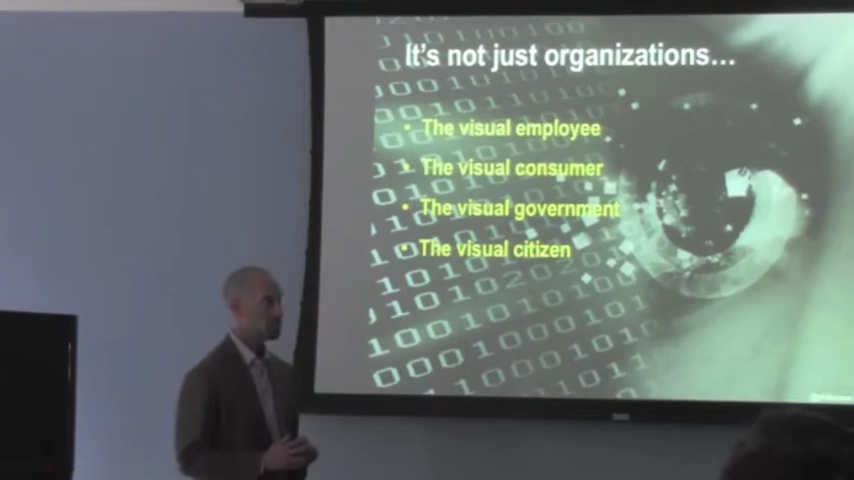 It's not just organizations...
• The visual employee
• The visual consumer
• The visual government
• The visual citizen